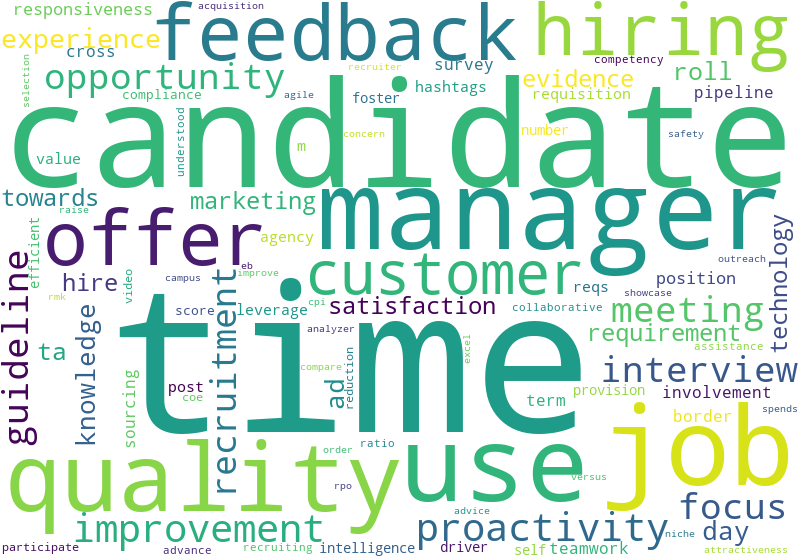 responsiveness
acquisition
feedback
hiring
experience
cross
survey
competency
recruiter
opportunity
hashtags
evidence
roll
selection
compliance
agile
foster
requisition
pipeline
candidate
understood
concern
number
safety
m
value
towards
marketing
manager
raise
offer
agency
efficient
guideline
hire
campus
eb
improve
customer
reqs
position
outreach
technology
video
rmk
knowledge
score
recruitment
leverage
cpi
satisfaction
collaborative
showcase
meeting
time
analyzer
requirement
ta
compare
excel
assistance
interview
sourcing
post
coe
ad
reduction
term
provision
involvement
border
spends
job
quality
use
order
ratio
versus
rpo
focus
improvement
proactivity
advice
niche
day
participate
advance
recruiting
intelligence
driver
self
teamwork
attractiveness